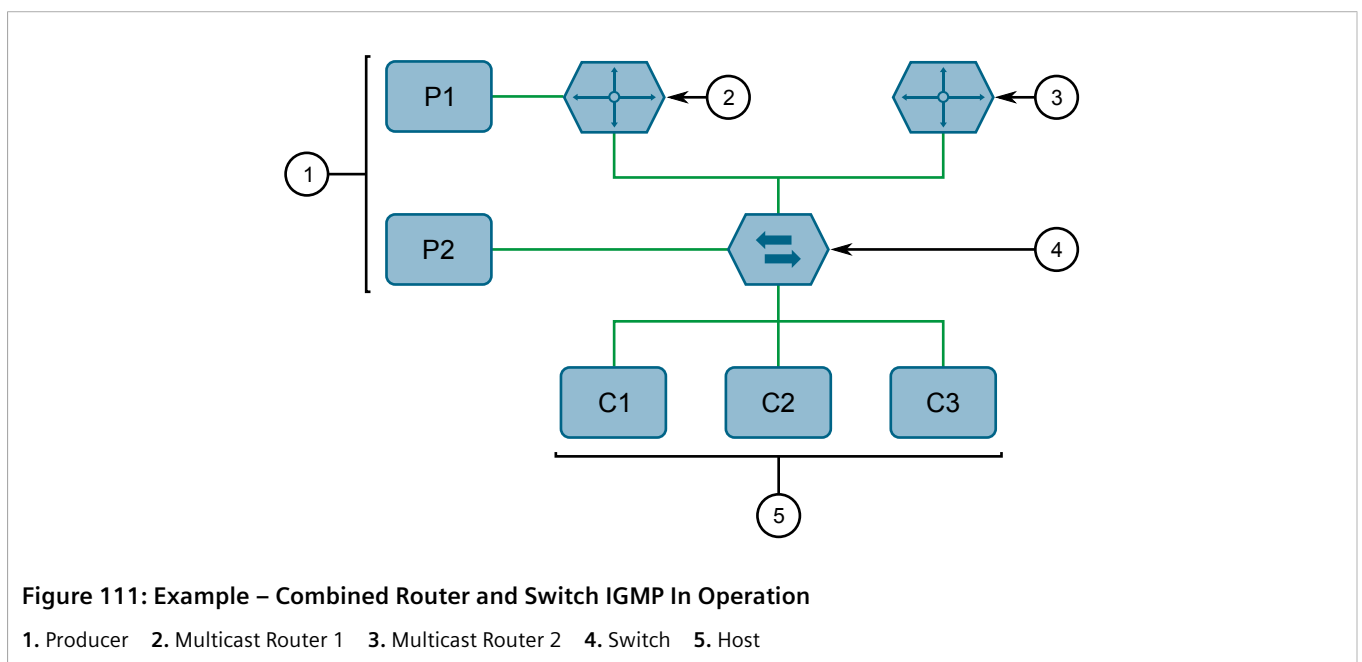 P1
2
3
1
P2
4
C1
C2
C3
5
Figure 111: Example – Combined Router and Switch IGMP In Operation
1. Producer 2. Multicast Router 1 3. Multicast Router 2 4. Switch 5. Host